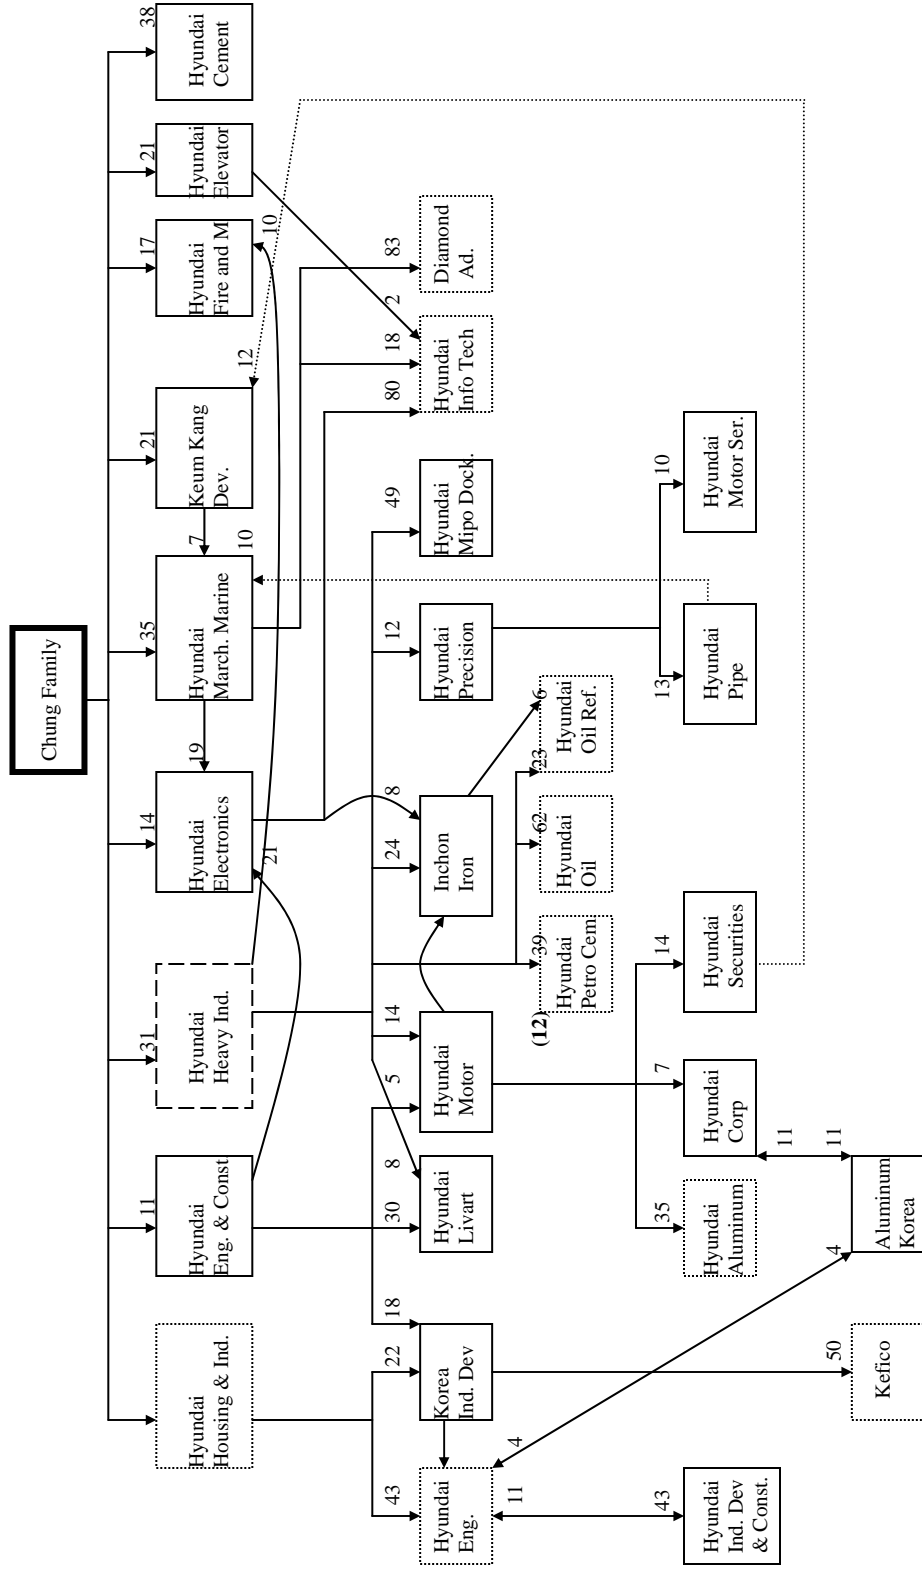 Chung Family
11
31
14
35
21
17
21
38
Hyundai
Housing & Ind.
Hyundai
Eng. & Const.
Hyundai
Heavy Ind.
Hyundai
Electronics
19
Hyundai
March. Marine
7
Keum Kang
Dev.
Hyundai
Fire and M
Hyundai
Elevator
Hyundai
Cement
21
10
12
10
43
22
18
30
8
5
14
24
8
12
49
80
18
2
83
Hyundai
Eng.
Korea
Ind. Dev
Hyundai
Livart
Hyundai
Motor
Inchon
Iron
Hyundai
Precision
Hyundai
Mipo Dock.
Hyundai
Info Tech
Diamond
Ad.
11
4
(12)
39
62
23
6
Hyundai
Petro Cem
Hyundai
Oil
Hyundai
Oil Ref.
43
35
7
14
13
10
Hyundai
Ind. Dev
& Const.
Hyundai
Aluminum
Hyundai
Corp
Hyundai
Securities
Hyundai
Pipe
Hyundai
Motor Ser.
11
50
4
11
Kefico
Aluminum
Korea